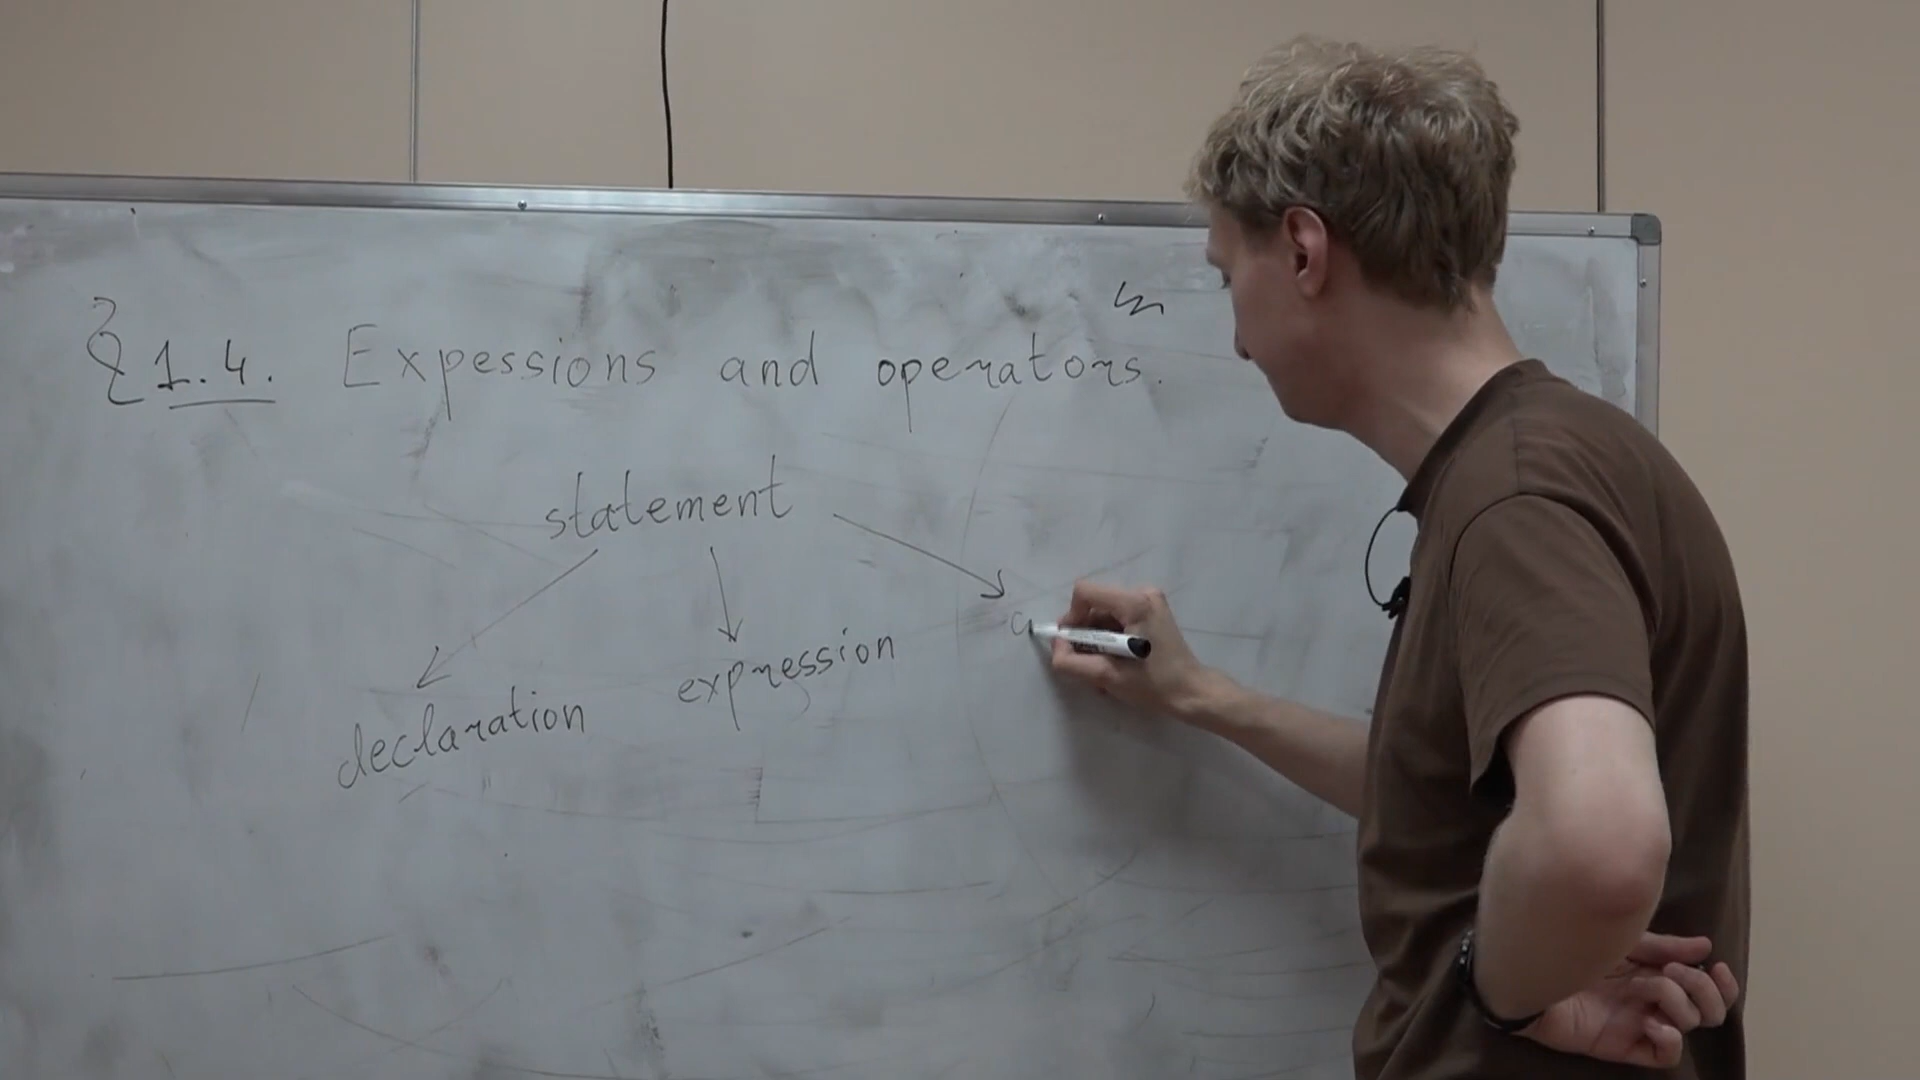 § 1.4. Expessions and operators.
statement
expression
declaration